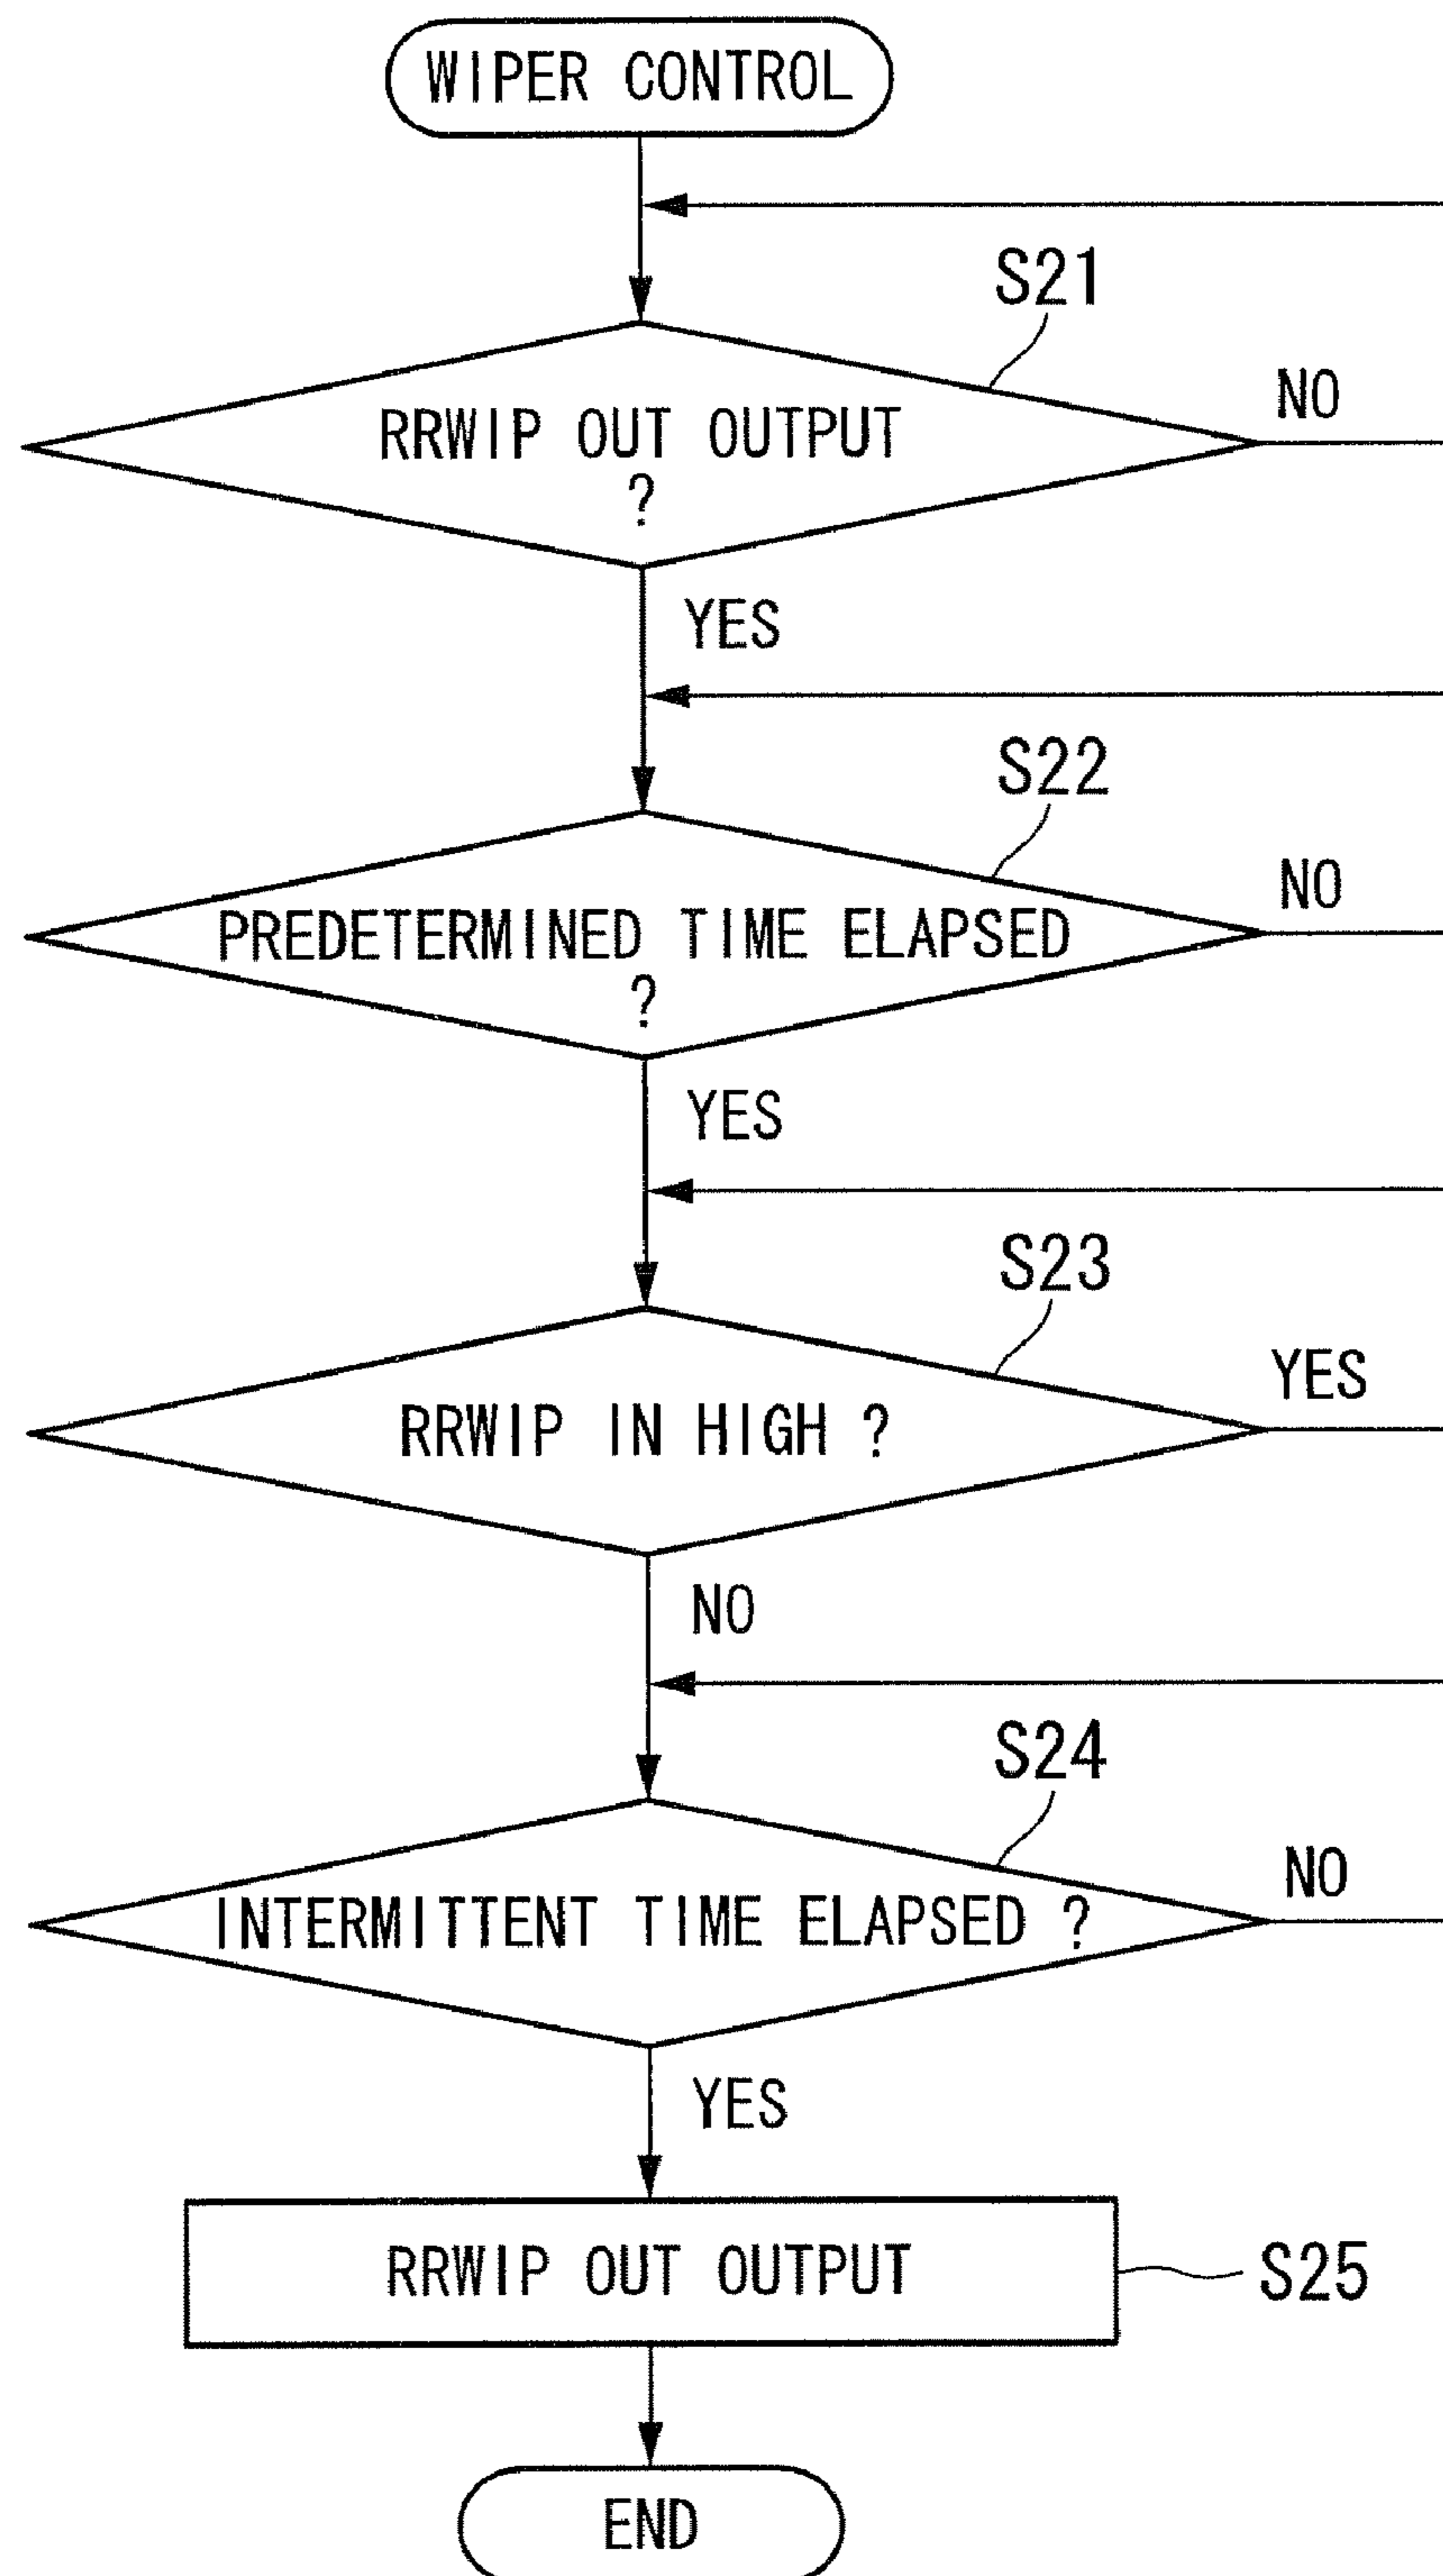 WIPER CONTROL
S21
RRWIP OUT OUTPUT
?
NO
YES
S22
PREDETERMINED TIME ELAPSED
?
NO
YES
S23
RRWIP IN HIGH ?
YES
NO
S24
INTERMITTENT TIME ELAPSED ?
NO
YES
RRWIP OUT OUTPUT
S25
END